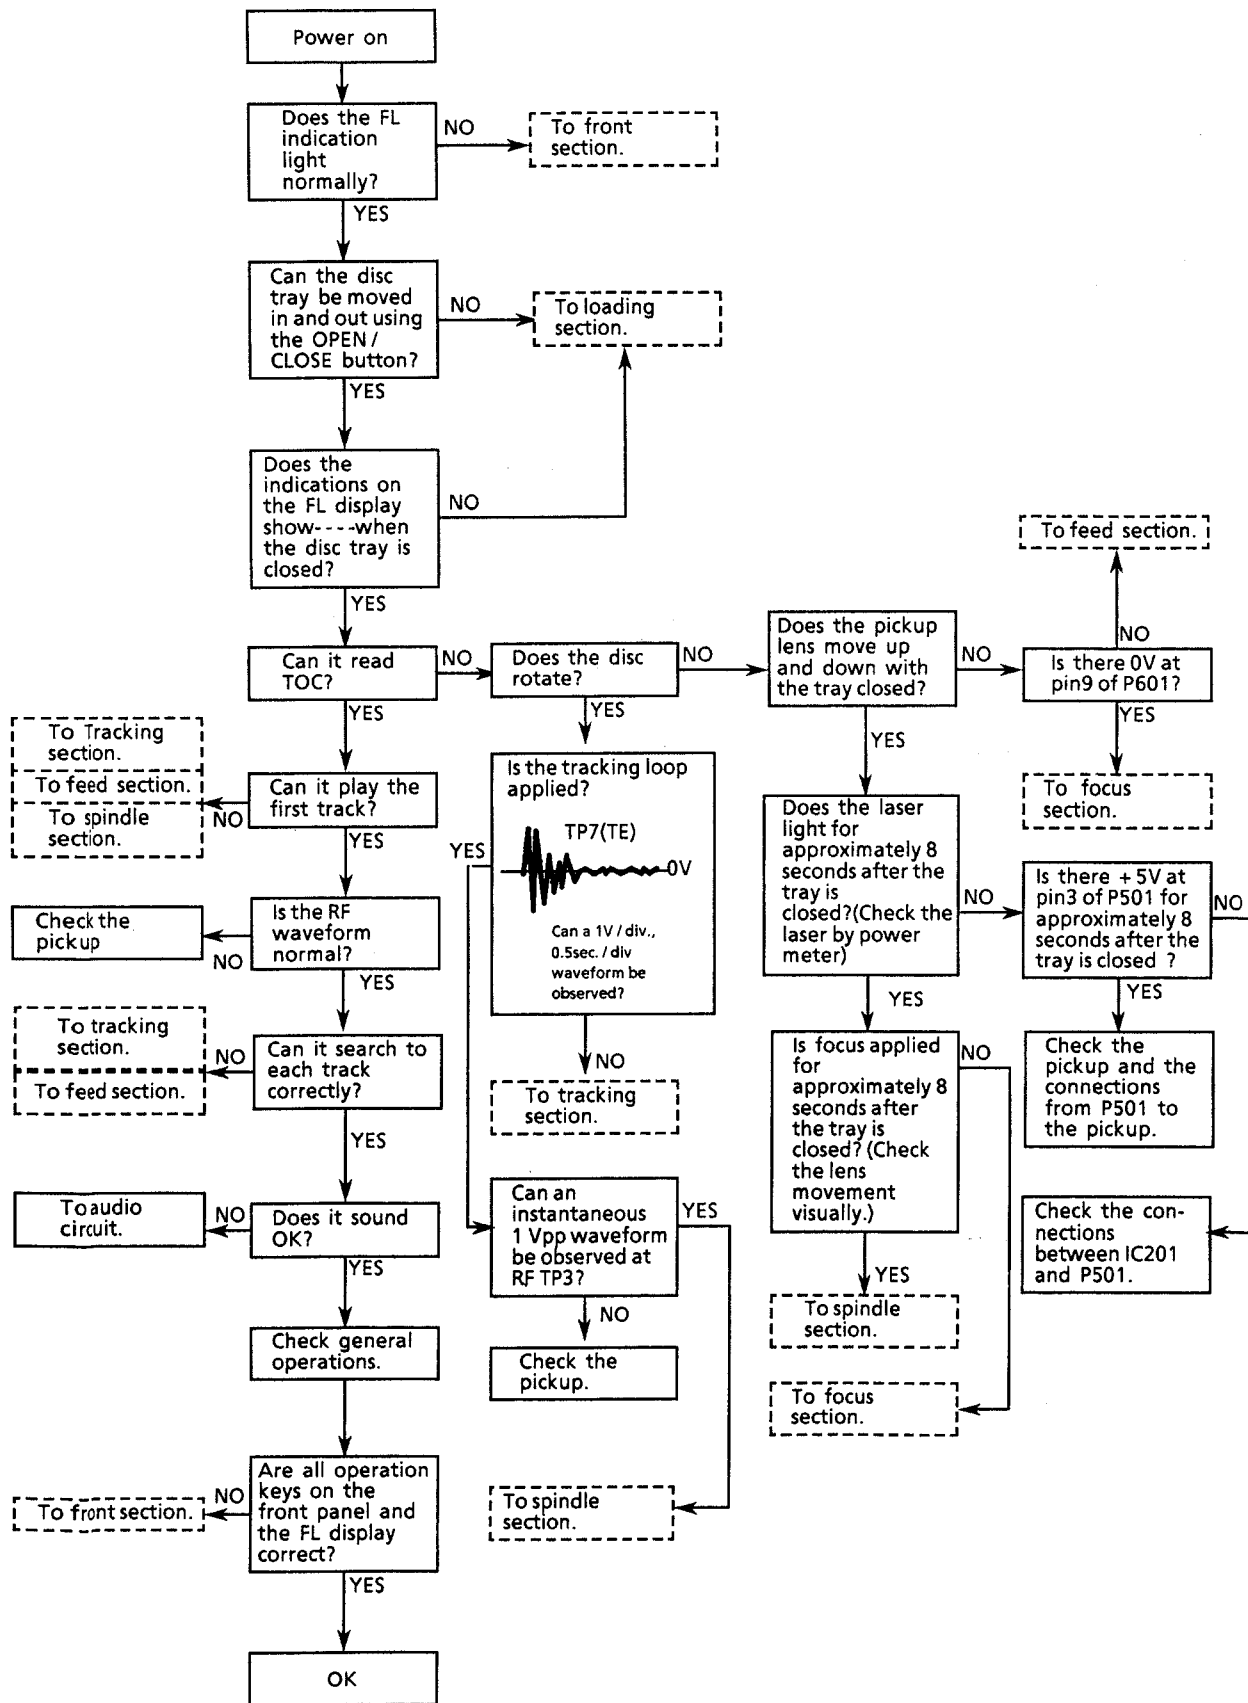 Power on
Does the FL
indication
light
normally?
NO
To front
section.
YES
Can the disc
tray be moved
in and out using
the OPEN /
CLOSE button?
NO
To loading
section.
YES
Does the
indications on
the FL display
show----when
the disc tray is
closed?
NO
YES
Can it read
TOC?
NO
Does the disc
rotate?
NO
Does the pickup
lens move up
and down with
the tray closed?
NO
Is there 0V at
pin9 of P601?
NO
To feed section.
YES
To focus
section.
YES
Can it play the
first track?
NO
To Tracking
section.
To feed section.
To spindle
section.
YES
Is the RF
waveform
normal?
NO
Check the
pickup
YES
Can it search to
each track
correctly?
NO
To tracking
section.
To feed section.
YES
Does it sound
OK?
NO
To audio
circuit.
YES
Check general
operations.
Are all operation
keys on the
front panel and
the FL display
correct?
NO
To front section.
YES
OK
YES
Is the tracking loop
applied?
TP7(TE)
0V
Can a 1V / div.,
0.5sec. / div
waveform be
observed?
NO
To tracking
section.
YES
Can an
instantaneous
1 Vpp waveform
be observed at
RF TP3?
YES
NO
Check the
pickup.
To spindle
section.
YES
Does the laser
light for
approximately 8
seconds after the
tray is
closed?(Check the
laser by power
meter)
NO
Is there + 5V at
pin3 of P501 for
approximately 8
seconds after the
tray is closed ?
NO
YES
Check the
pickup and the
connections
from P501 to
the pickup.
Check the con-
nections
between IC201
and P501.
YES
Is focus applied
for
approximately 8
seconds after
the tray is
closed? (Check
the lens
movement
visually.)
NO
YES
To spindle
section.
To focus
section.